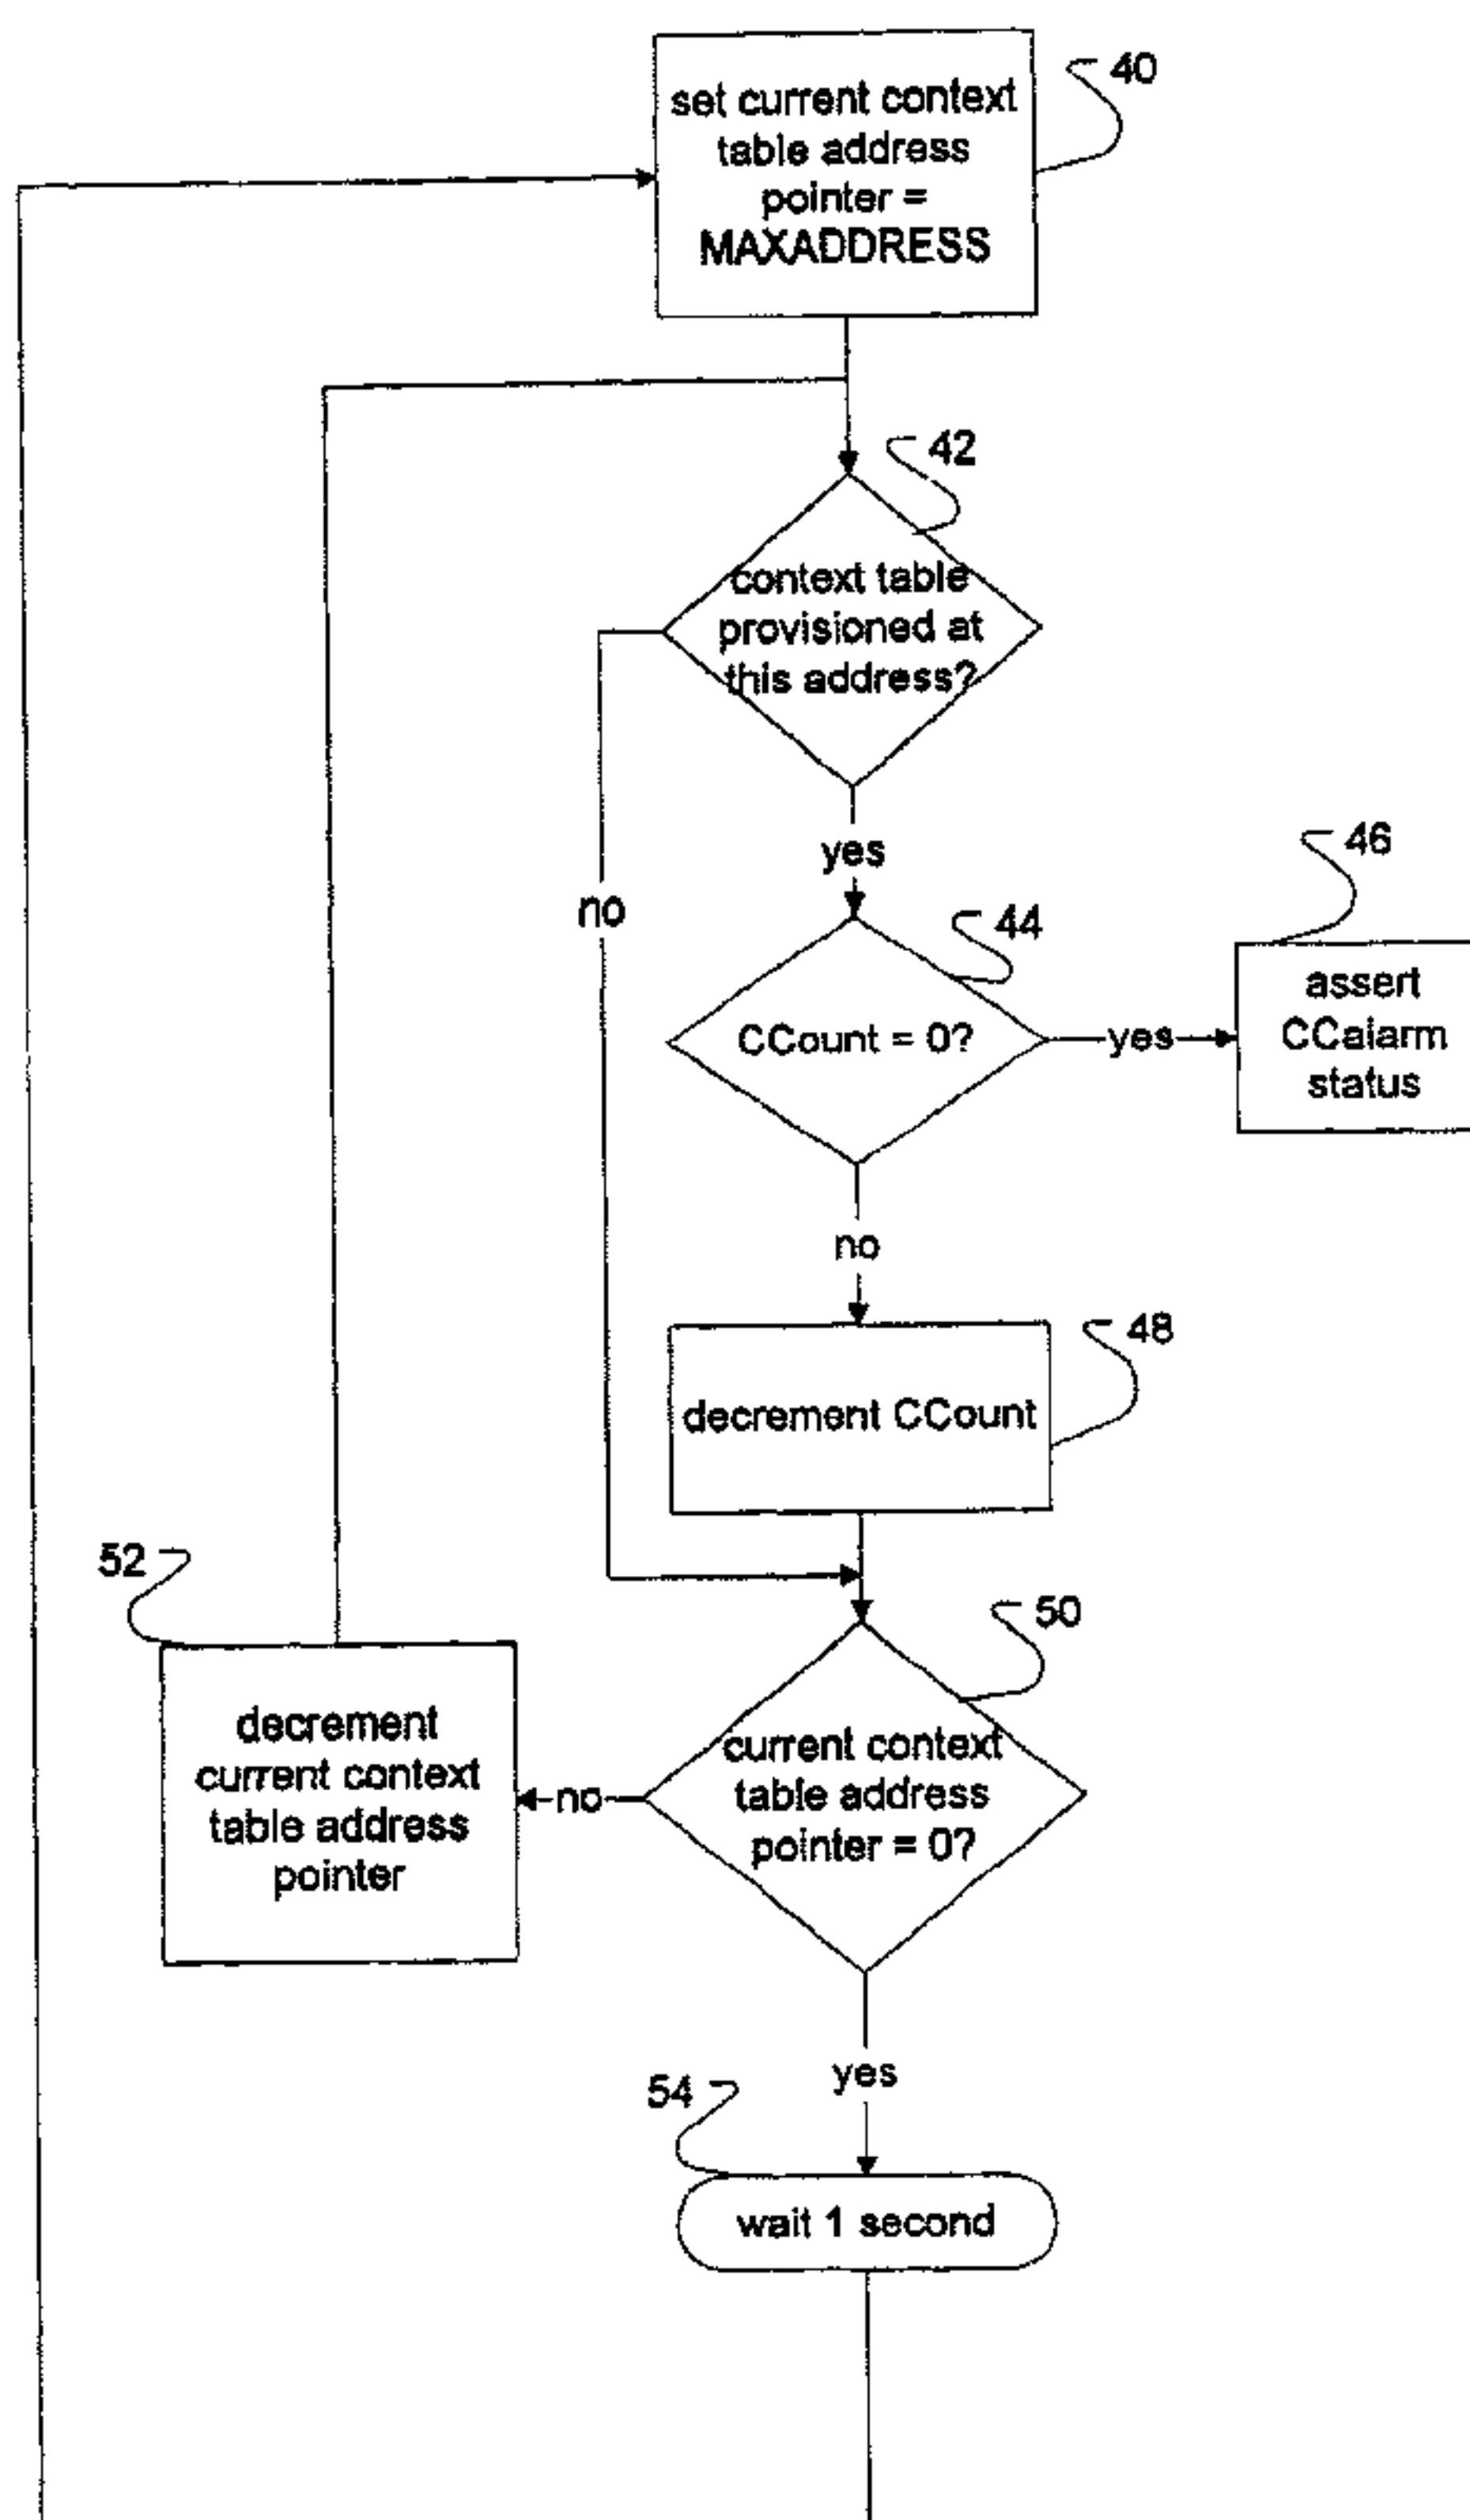 set current context
table address
pointer =
MAXADDRESS
40
42
context table
provisioned at
this address?
yes
no
44
CCount = 0?
yes
46
assert
CCalarm
status
no
48
decrement CCount
52
decrement
current context
table address
pointer
no
50
current context
table address
pointer = 0?
yes
54
wait 1 second